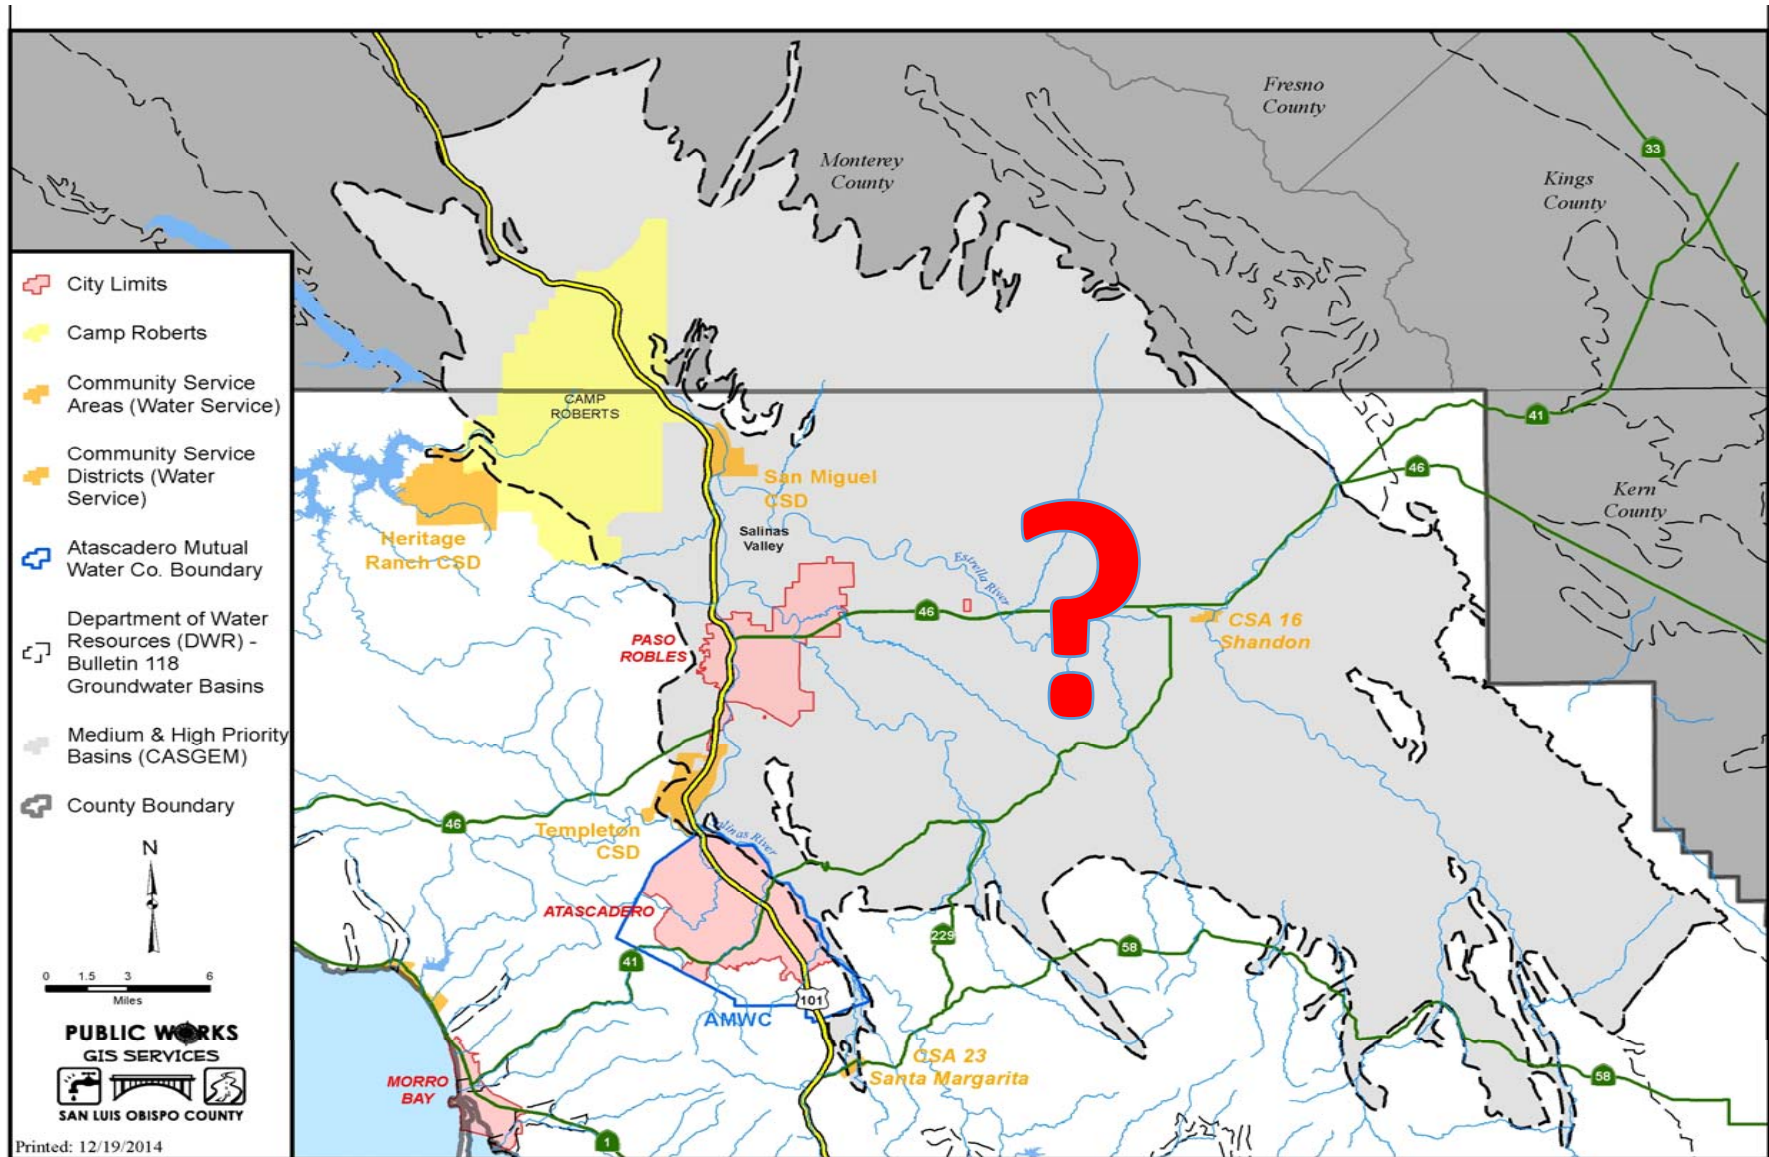 Fresno
County
Monterey
County
Kings
County
33
City Limits
Camp Roberts
Community Service
Areas (Water Service)
Community Service
Districts (Water
Service)
Atascadero Mutual
Water Co. Boundary
Department of Water
Resources (DWR) -
Bulletin 118
Groundwater Basins
Medium & High Priority
Basins (CASGEM)
County Boundary
N
0 1.5 3 6
Miles
PUBLIC WORKS
GIS SERVICES
SAN LUIS OBISPO COUNTY
Printed: 12/19/2014
CAMP
ROBERTS
41
46
San Miguel
CSD
Kern
County
Heritage
Ranch CSD
Salinas
Valley
Estrella River
?
46
CSA 16
Shandon
PASO
ROBLES
46
Templeton
CSD
Salinas River
ATASCADERO
229
58
41
101
AMWC
CSA 23
Santa Margarita
58
MORRO
BAY
1